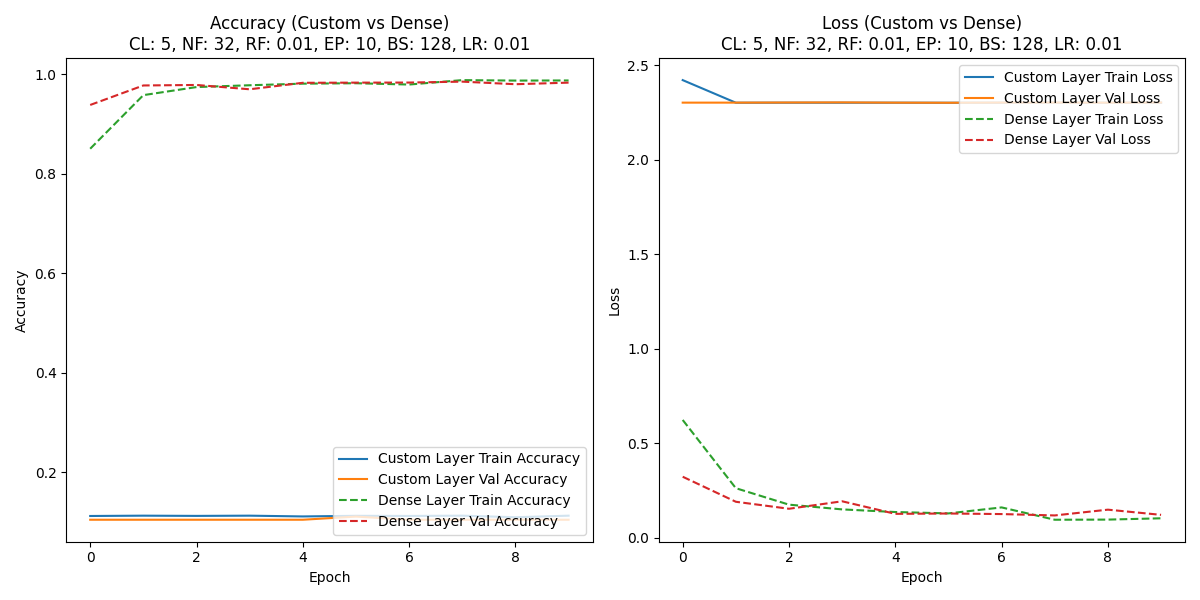 Accuracy (Custom vs Dense)
CL: 5, NF: 32, RF: 0.01, EP: 10, BS: 128, LR: 0.01
1.0
0.8
0.6
0.4
0.2
Accuracy
Custom Layer Train Accuracy
Custom Layer Val Accuracy
Dense Layer Train Accuracy
Dense Layer Val Accuracy
0 2 4 6 8
Epoch
Loss (Custom vs Dense)
CL: 5, NF: 32, RF: 0.01, EP: 10, BS: 128, LR: 0.01
2.5
2.0
1.5
1.0
0.5
0.0
Loss
Custom Layer Train Loss
Custom Layer Val Loss
Dense Layer Train Loss
Dense Layer Val Loss
0 2 4 6 8
Epoch